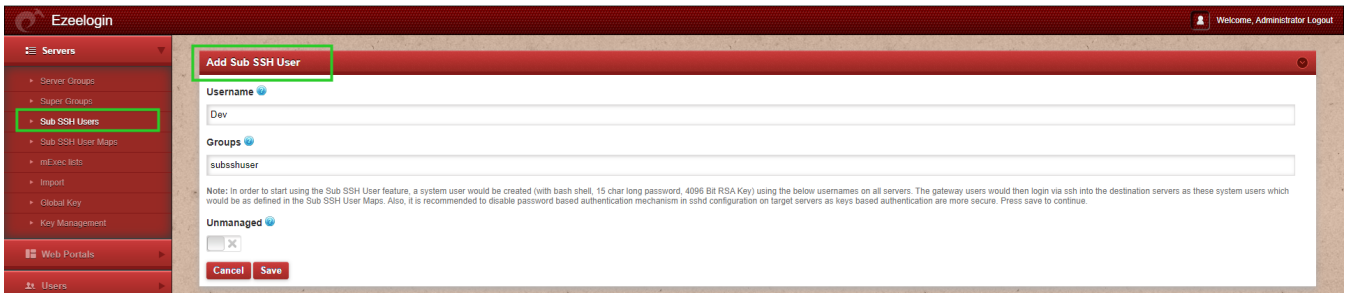 Ezeelogin
Welcome, Administrator Logout
Servers
Server Groups
Super Groups
Sub SSH Users
Sub SSH User Maps
mExec lists
Import
Global Key
Key Management
Web Portals
Users
Add Sub SSH User
Username
Dev
Groups
subsshuser
Note: In order to start using the Sub SSH User feature, a system user would be created (with bash shell, 15 char long password, 4096 Bit RSA Key) using the below usernames on all servers. The gateway users would then login via ssh into the destination servers as these system users which
would be as defined in the Sub SSH User Maps. Also, it is recommended to disable password based authentication mechanism in sshd configuration on target servers as keys based authentication are more secure. Press save to continue.
Unmanaged
Cancel Save